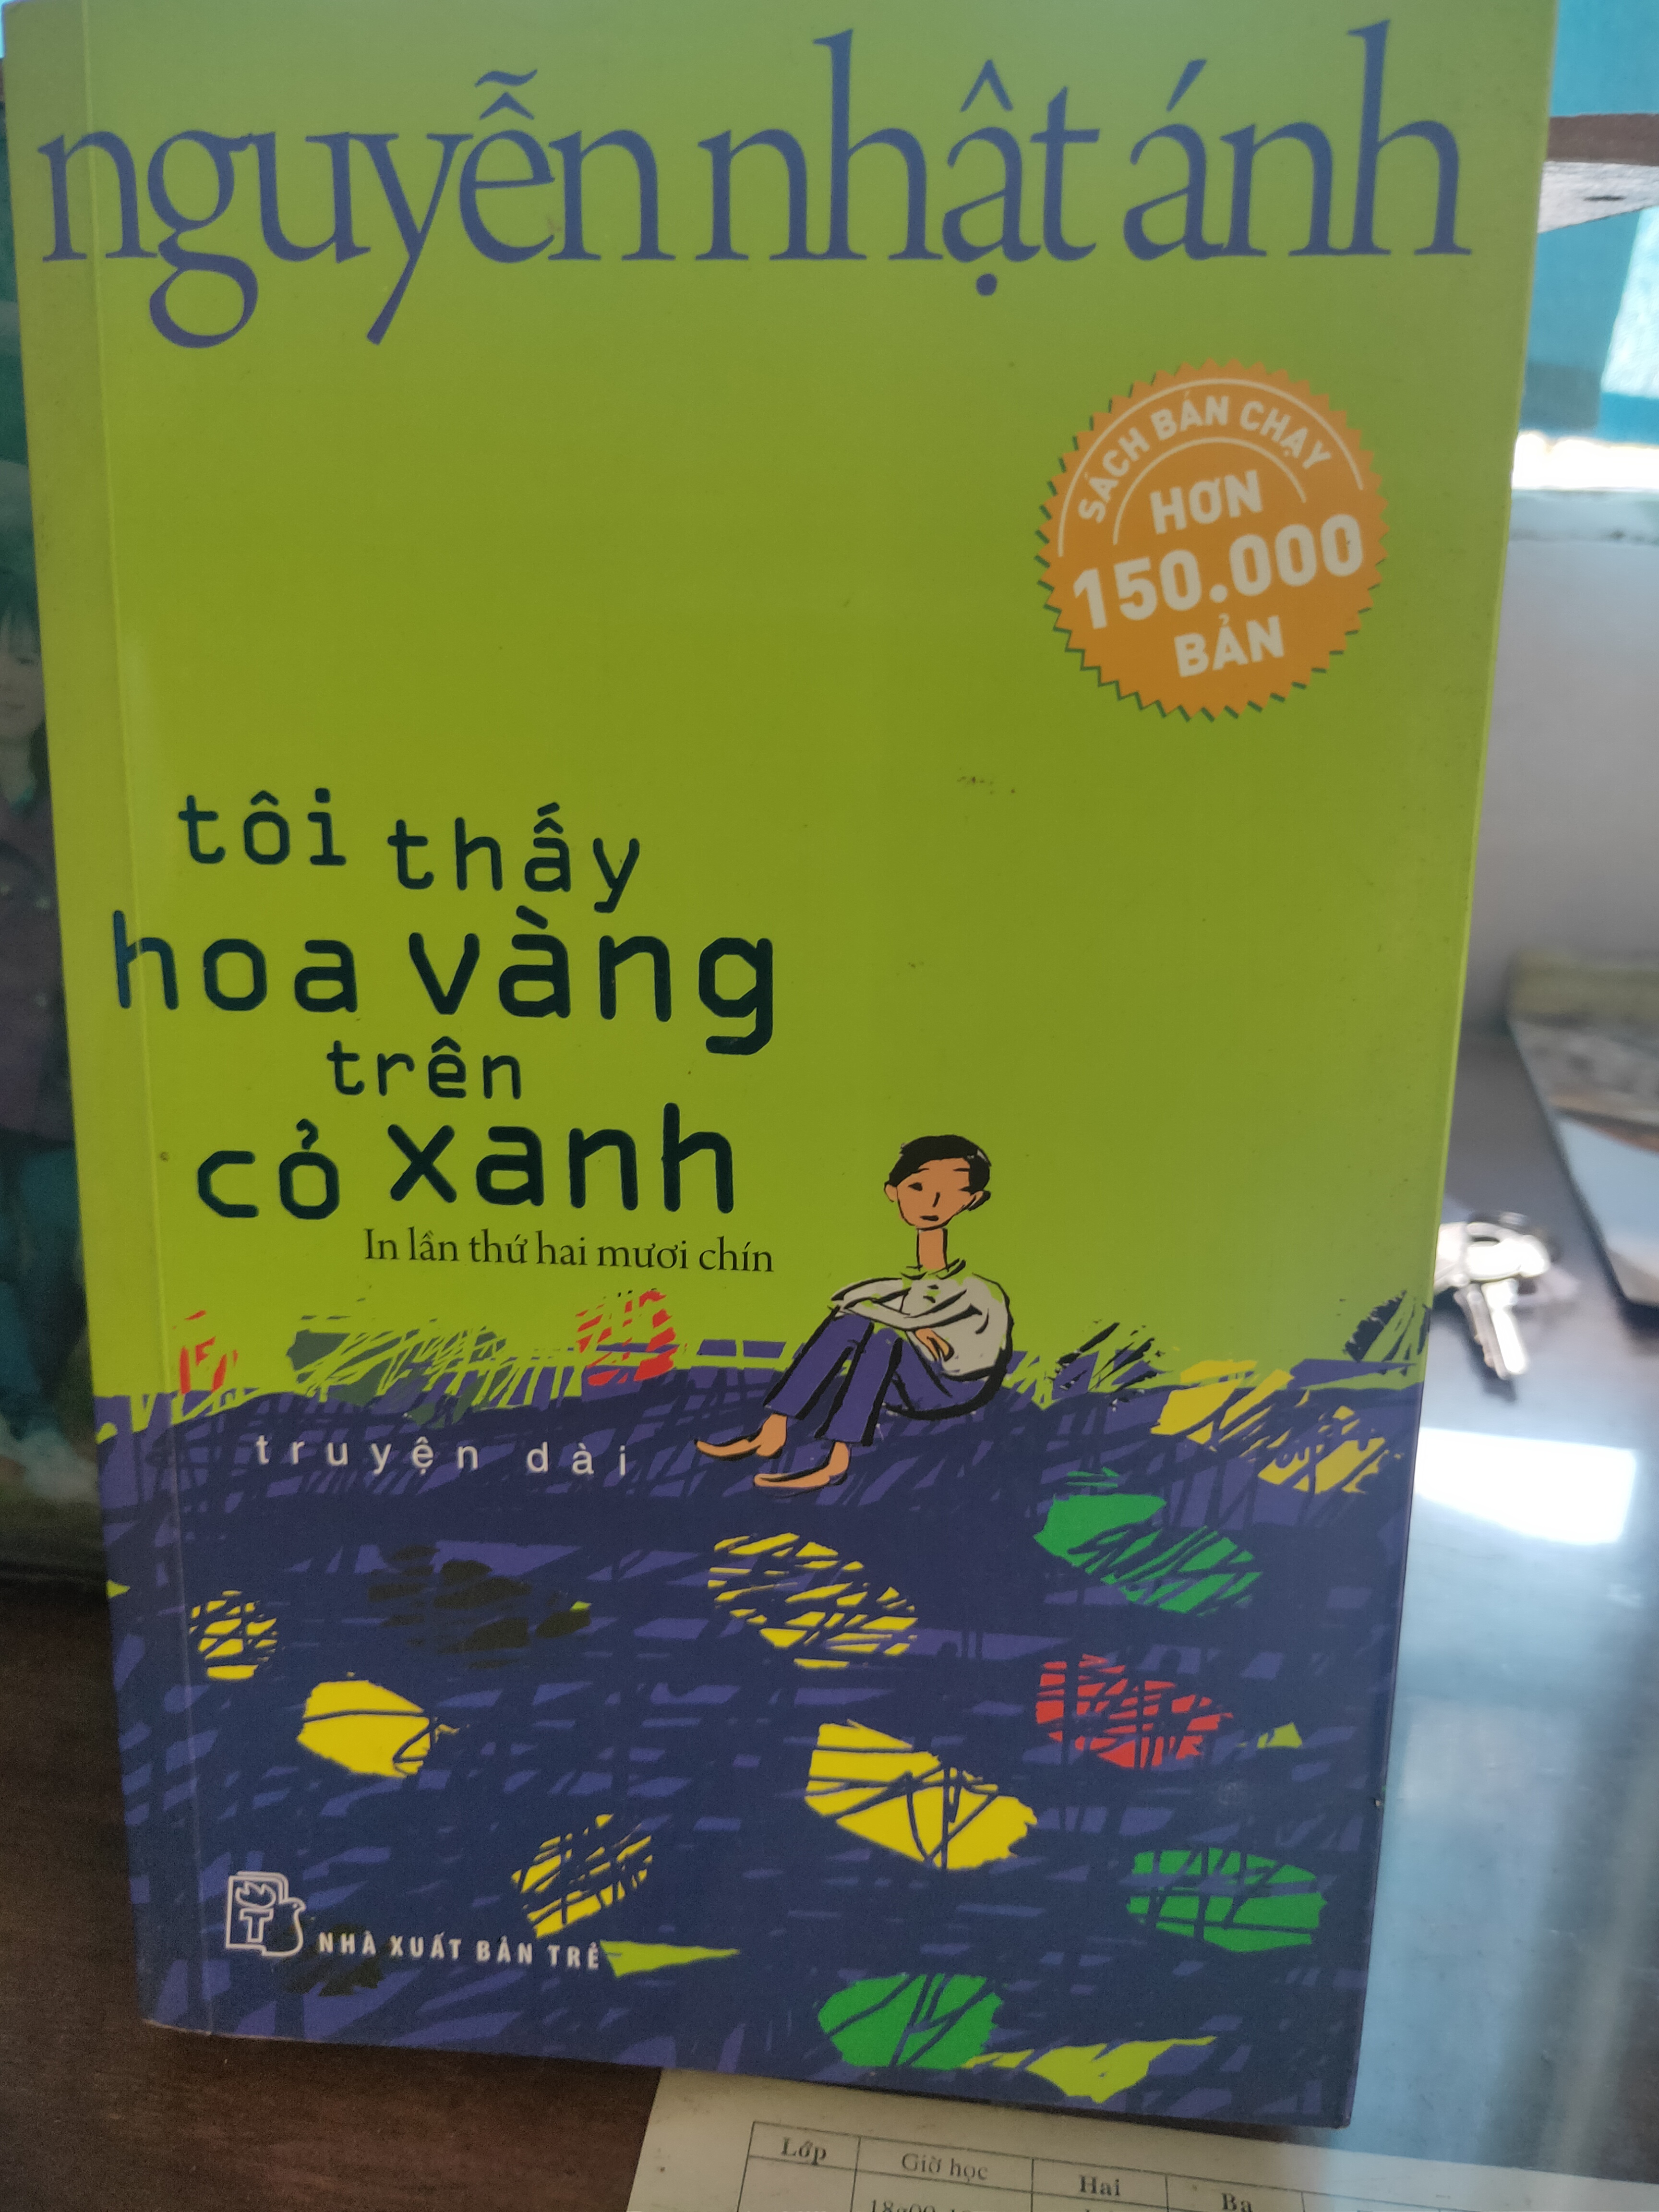 nguyễn nhật ánh
SÁCH BÁN CHẠY
HƠN
150.000
BẢN
tôi thấy
hoa vàng
trên
cỏ xanh
In lần thứ hai mươi chín
truyện dài
NHÀ XUẤT BẢN TRẺ
Lớp Giờ học Hai Ba